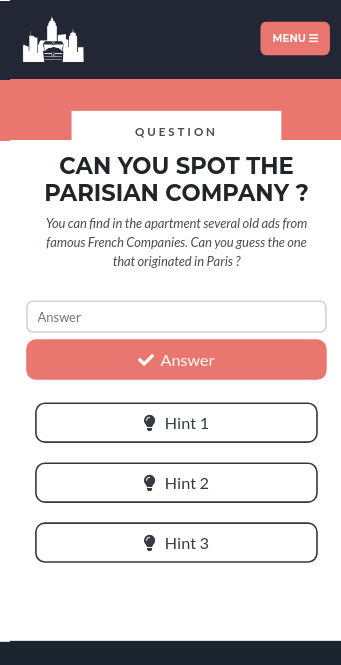 MENU ☰
QUESTION
CAN YOU SPOT THE
PARISIAN COMPANY ?
You can find in the apartment several old ads from
famous French Companies. Can you guess the one
that originated in Paris ?
Answer
Answer
Hint 1
Hint 2
Hint 3